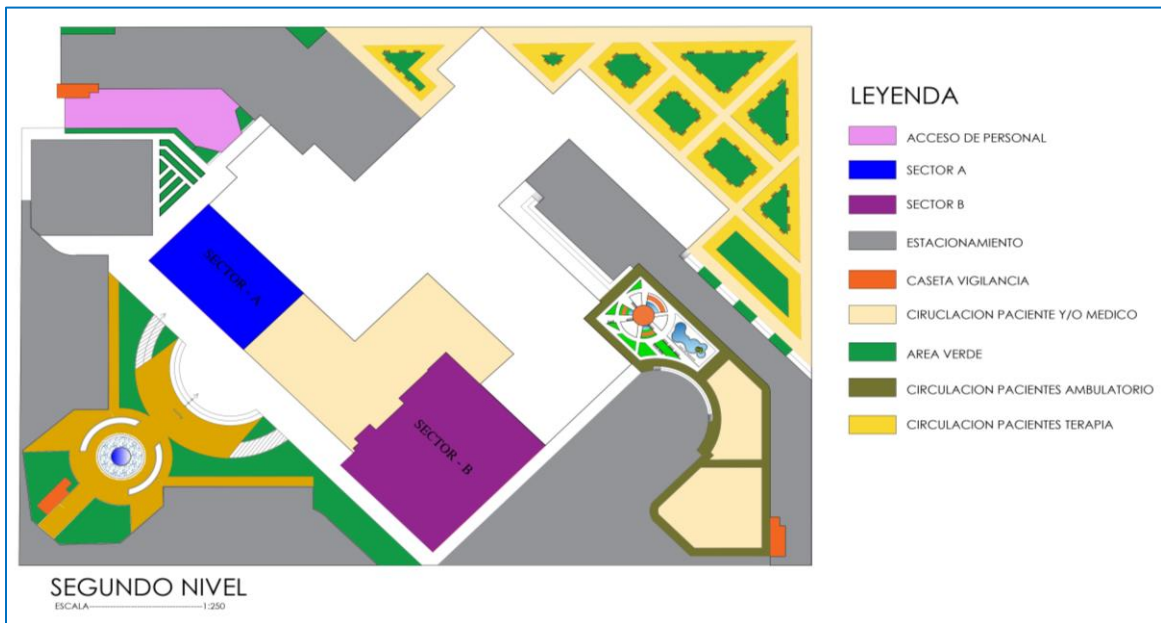 LEYENDA
ACCESO DE PERSONAL
SECTOR A
SECTOR B
ESTACIONAMIENTO
CASETA VIGILANCIA
CIRUCLACION PACIENTE Y/O MEDICO
AREA VERDE
CIRCULACION PACIENTES AMBULATORIO
CIRCULACION PACIENTES TERAPIA
SECTOR - A
SECTOR - B
SEGUNDO NIVEL
ESCALA-----------------------------1:250